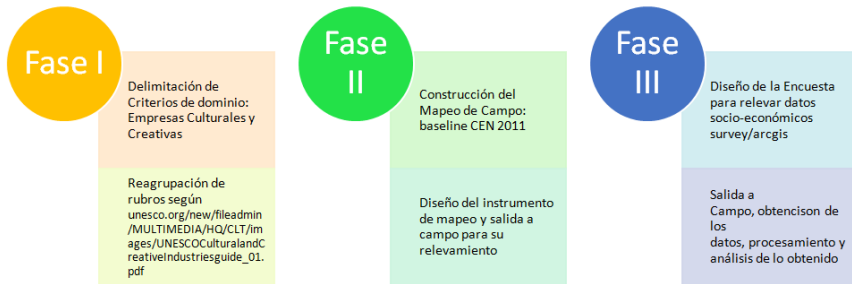 Fase I
Delimitación de
Criterios de dominio:
Empresas Culturales y
Creativas
Reagrupación de
rubros según
unesco.org/new/fileadmin
/MULTIMEDIA/HQ/CLT/im
ages/UNESCOCulturalandC
reativeIndustriesguide_01.
pdf
Fase
II
Construcción del
Mapeo de Campo:
baseline CEN 2011
Diseño del instrumento
de mapeo y salida a
campo para su
relevamiento
Fase
III
Diseño de la Encuesta
para relevar datos
socio-económicos
survey/arcgis
Salida a
Campo, obtencison de
los
datos, procesamiento y
análisis de lo obtenido